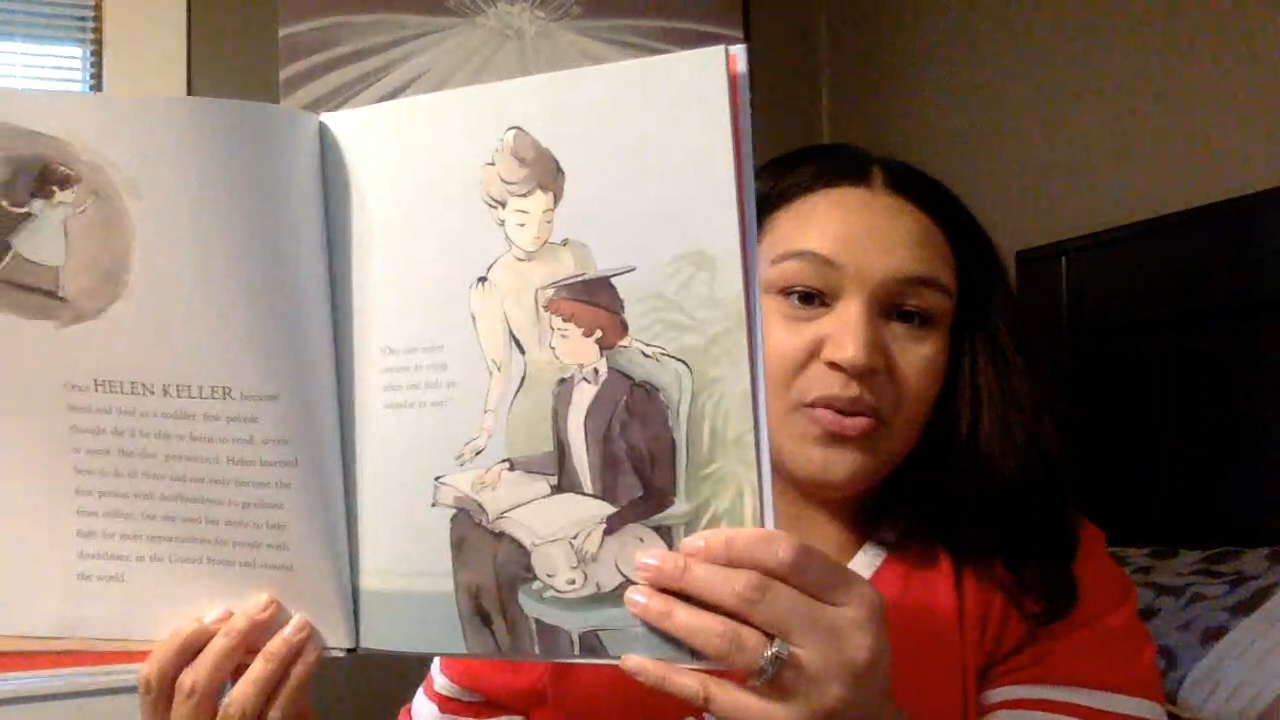 Once HELEN KELLER became
blind and deaf as a toddler, few people
thought she'd be able to learn to read, write,
or speak. But she persisted. Helen learned
how to do all three and not only became the
first person with deafblindness to graduate
from college, but she used her story to help
fight for more opportunities for people with
disabilities in the United States and around
the world.
"One can never
consent to creep
when one feels an
impulse to soar."